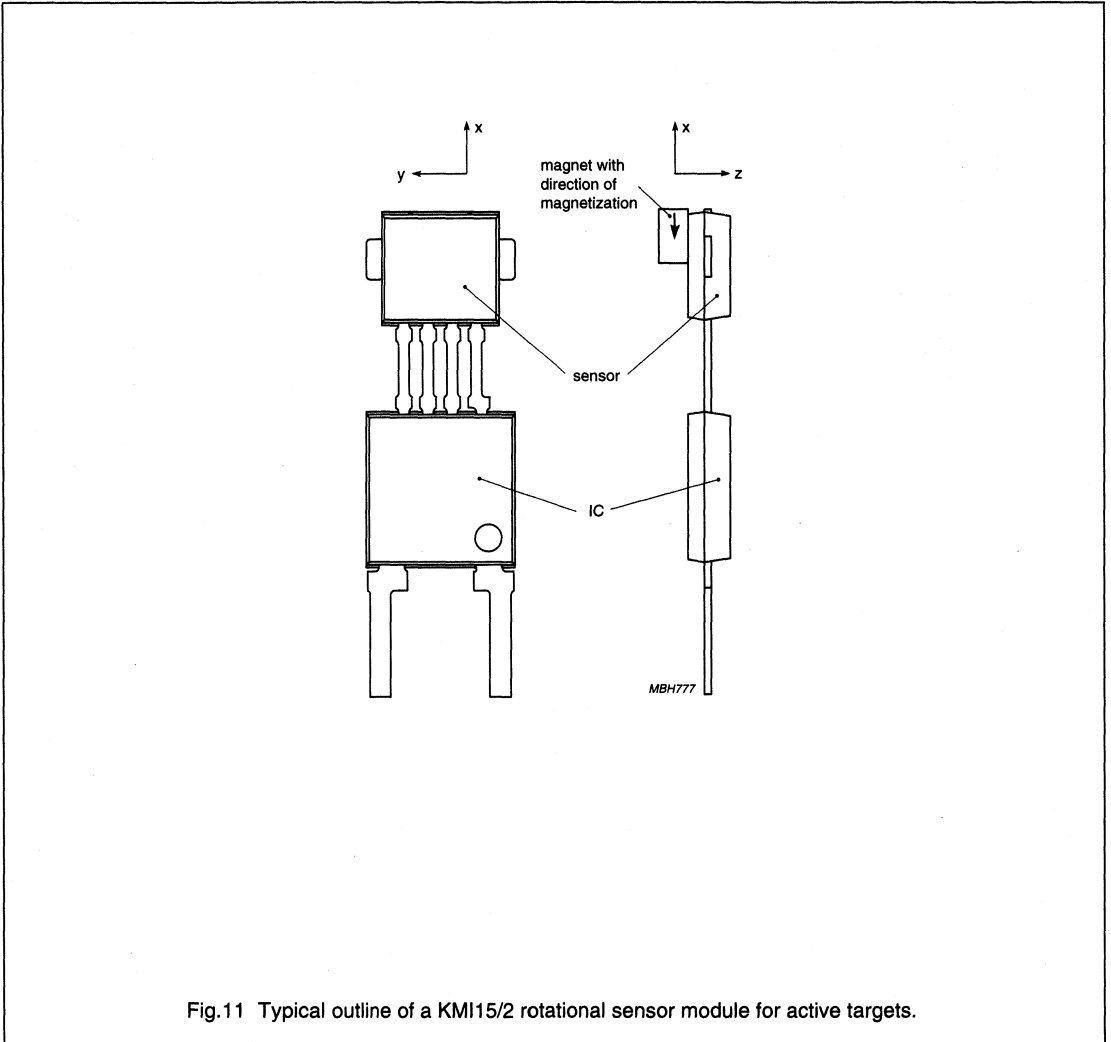 x
y
magnet with
direction of
magnetization
x
z
sensor
IC
MBH777
Fig.11 Typical outline of a KMI15/2 rotational sensor module for active targets.